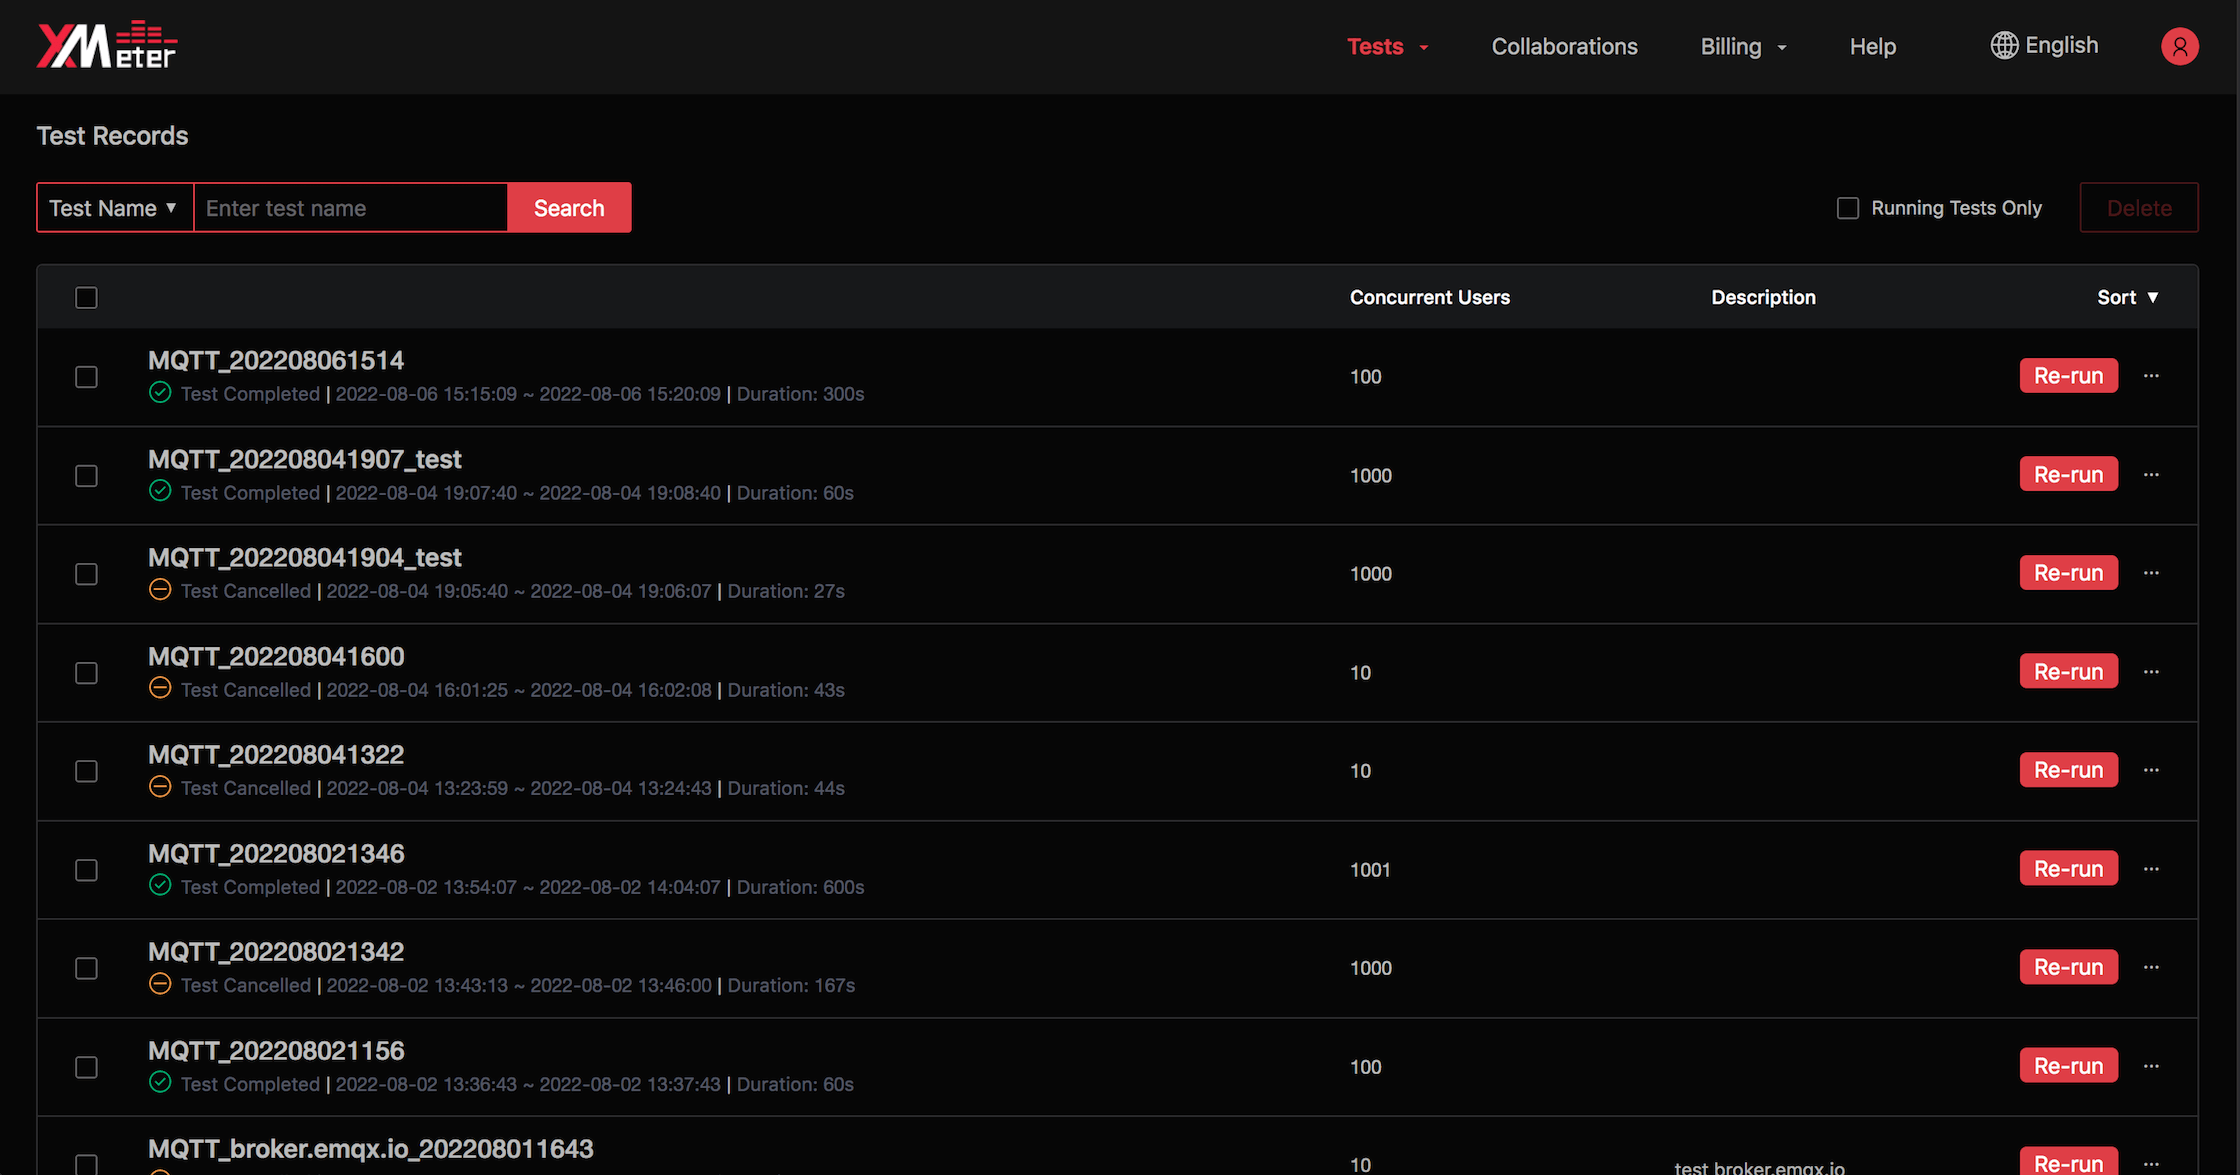 XMeter
Tests Collaborations Billing Help English
Test Records
Test Name ▼ Enter test name Search Running Tests Only Delete
Concurrent Users Description Sort ▼
MQTT_202208061514
Test Completed | 2022-08-06 15:15:09 ~ 2022-08-06 15:20:09 | Duration: 300s
100 Re-run ...
MQTT_202208041907_test
Test Completed | 2022-08-04 19:07:40 ~ 2022-08-04 19:08:40 | Duration: 60s
1000 Re-run ...
MQTT_202208041904_test
Test Cancelled | 2022-08-04 19:05:40 ~ 2022-08-04 19:06:07 | Duration: 27s
1000 Re-run ...
MQTT_202208041600
Test Cancelled | 2022-08-04 16:01:25 ~ 2022-08-04 16:02:08 | Duration: 43s
10 Re-run ...
MQTT_202208041322
Test Cancelled | 2022-08-04 13:23:59 ~ 2022-08-04 13:24:43 | Duration: 44s
10 Re-run ...
MQTT_202208021346
Test Completed | 2022-08-02 13:54:07 ~ 2022-08-02 14:04:07 | Duration: 600s
1001 Re-run ...
MQTT_202208021342
Test Cancelled | 2022-08-02 13:43:13 ~ 2022-08-02 13:46:00 | Duration: 167s
1000 Re-run ...
MQTT_202208021156
Test Completed | 2022-08-02 13:36:43 ~ 2022-08-02 13:37:43 | Duration: 60s
100 Re-run ...
MQTT_broker.emqx.io_202208011643
10 test broker.emqx.io Re-run ...